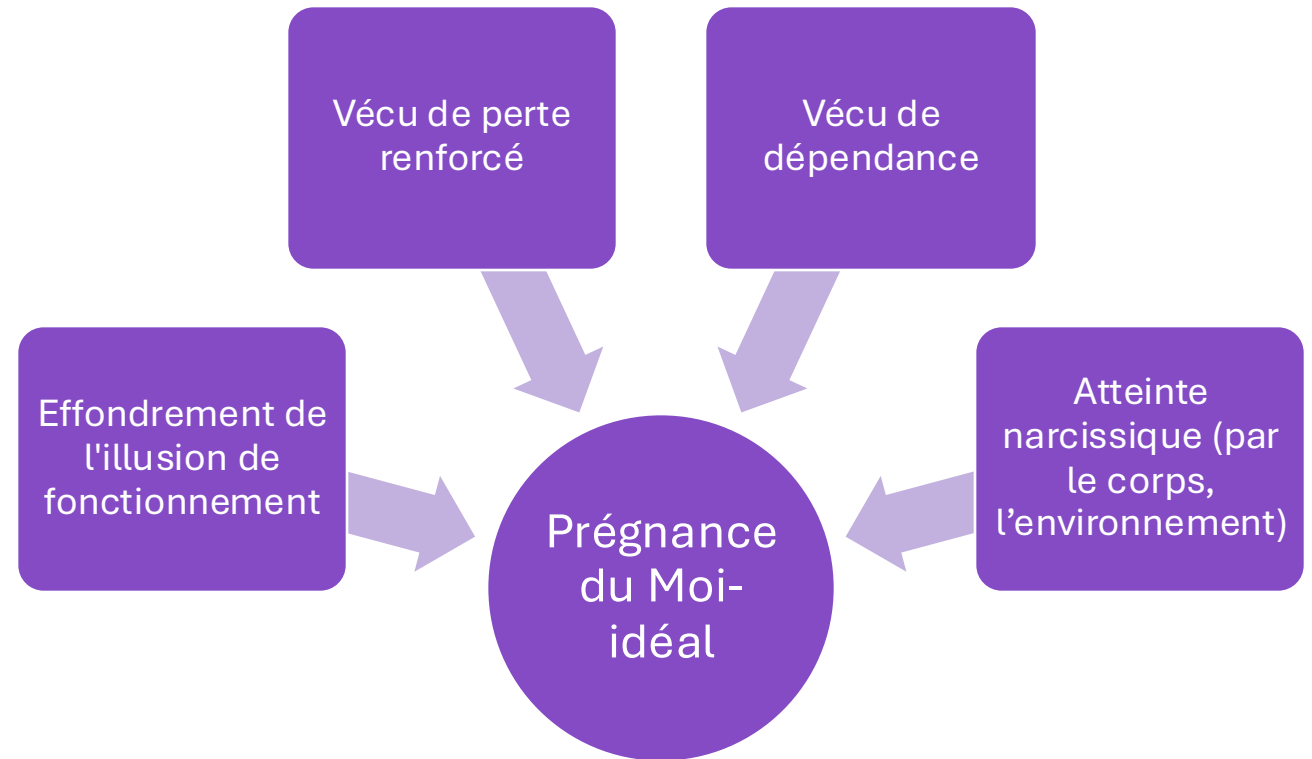 Vécu de perte
renforcé
Vécu de
dépendance
Effondrement de
l'illusion de
fonctionnement
Atteinte
narcissique (par
le corps,
l’environnement)
Prégnance
du Moi-
idéal